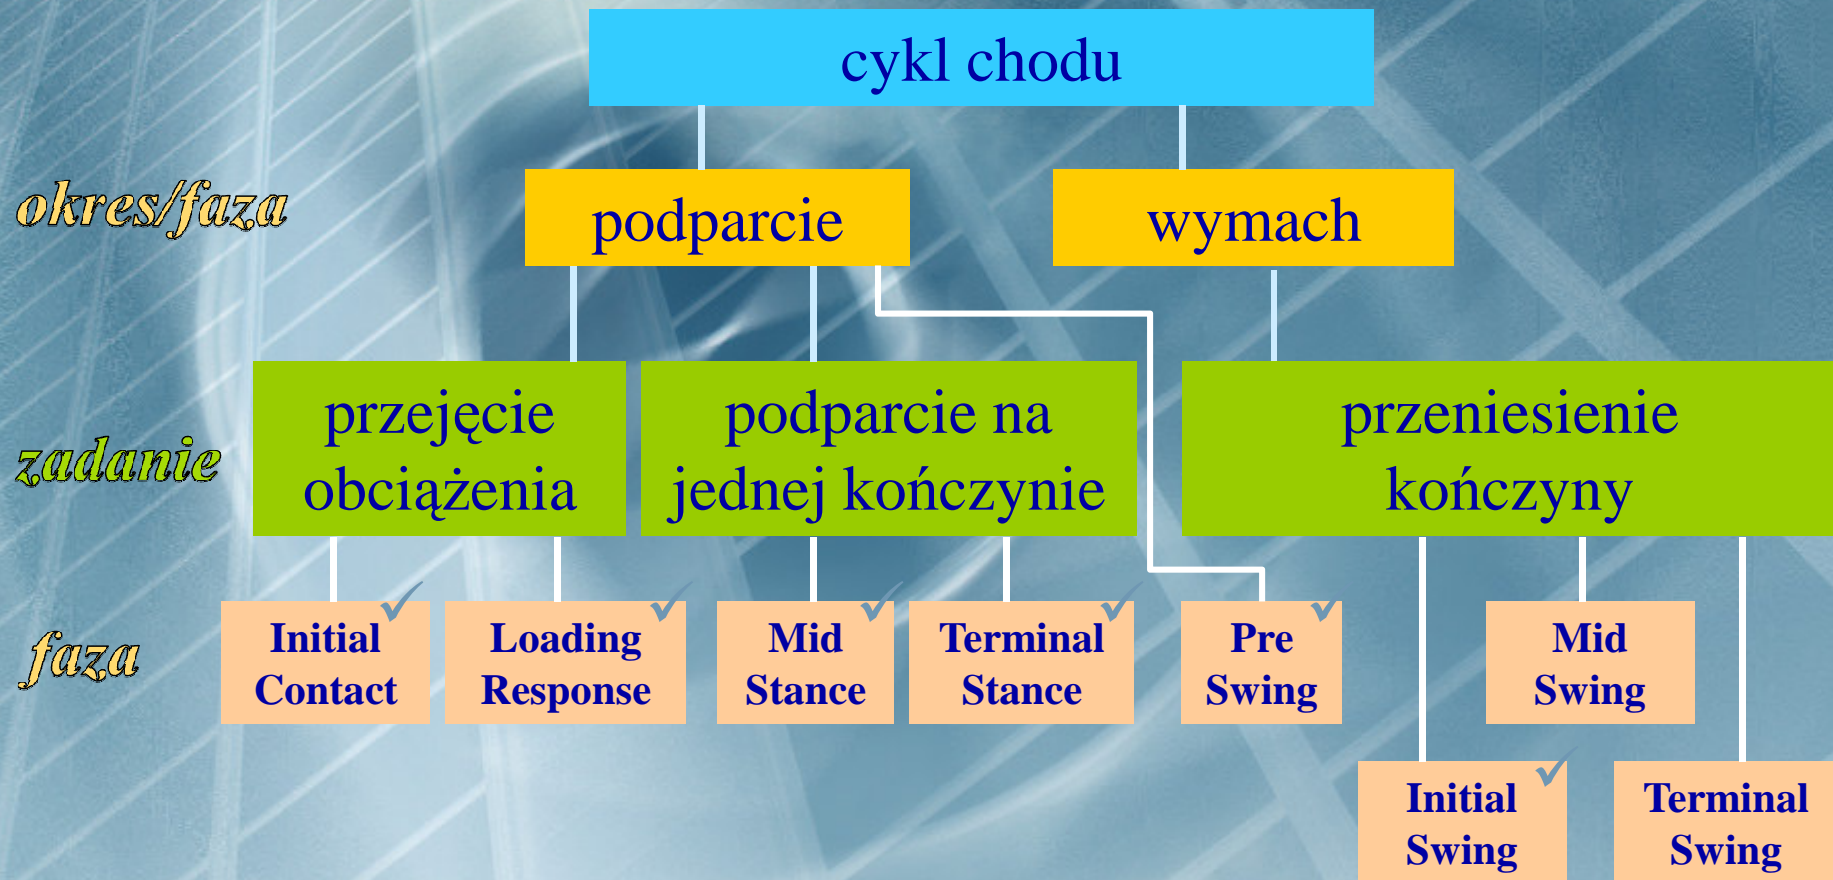 cykl chodu
okres/faza
podparcie
wymach
zadanie
przejęcie
obciążenia
podparcie na
jednej kończynie
przeniesienie
kończyny
faza
Initial
Contact
Loading
Response
Mid
Stance
Terminal
Stance
Pre
Swing
Mid
Swing
Initial
Swing
Terminal
Swing